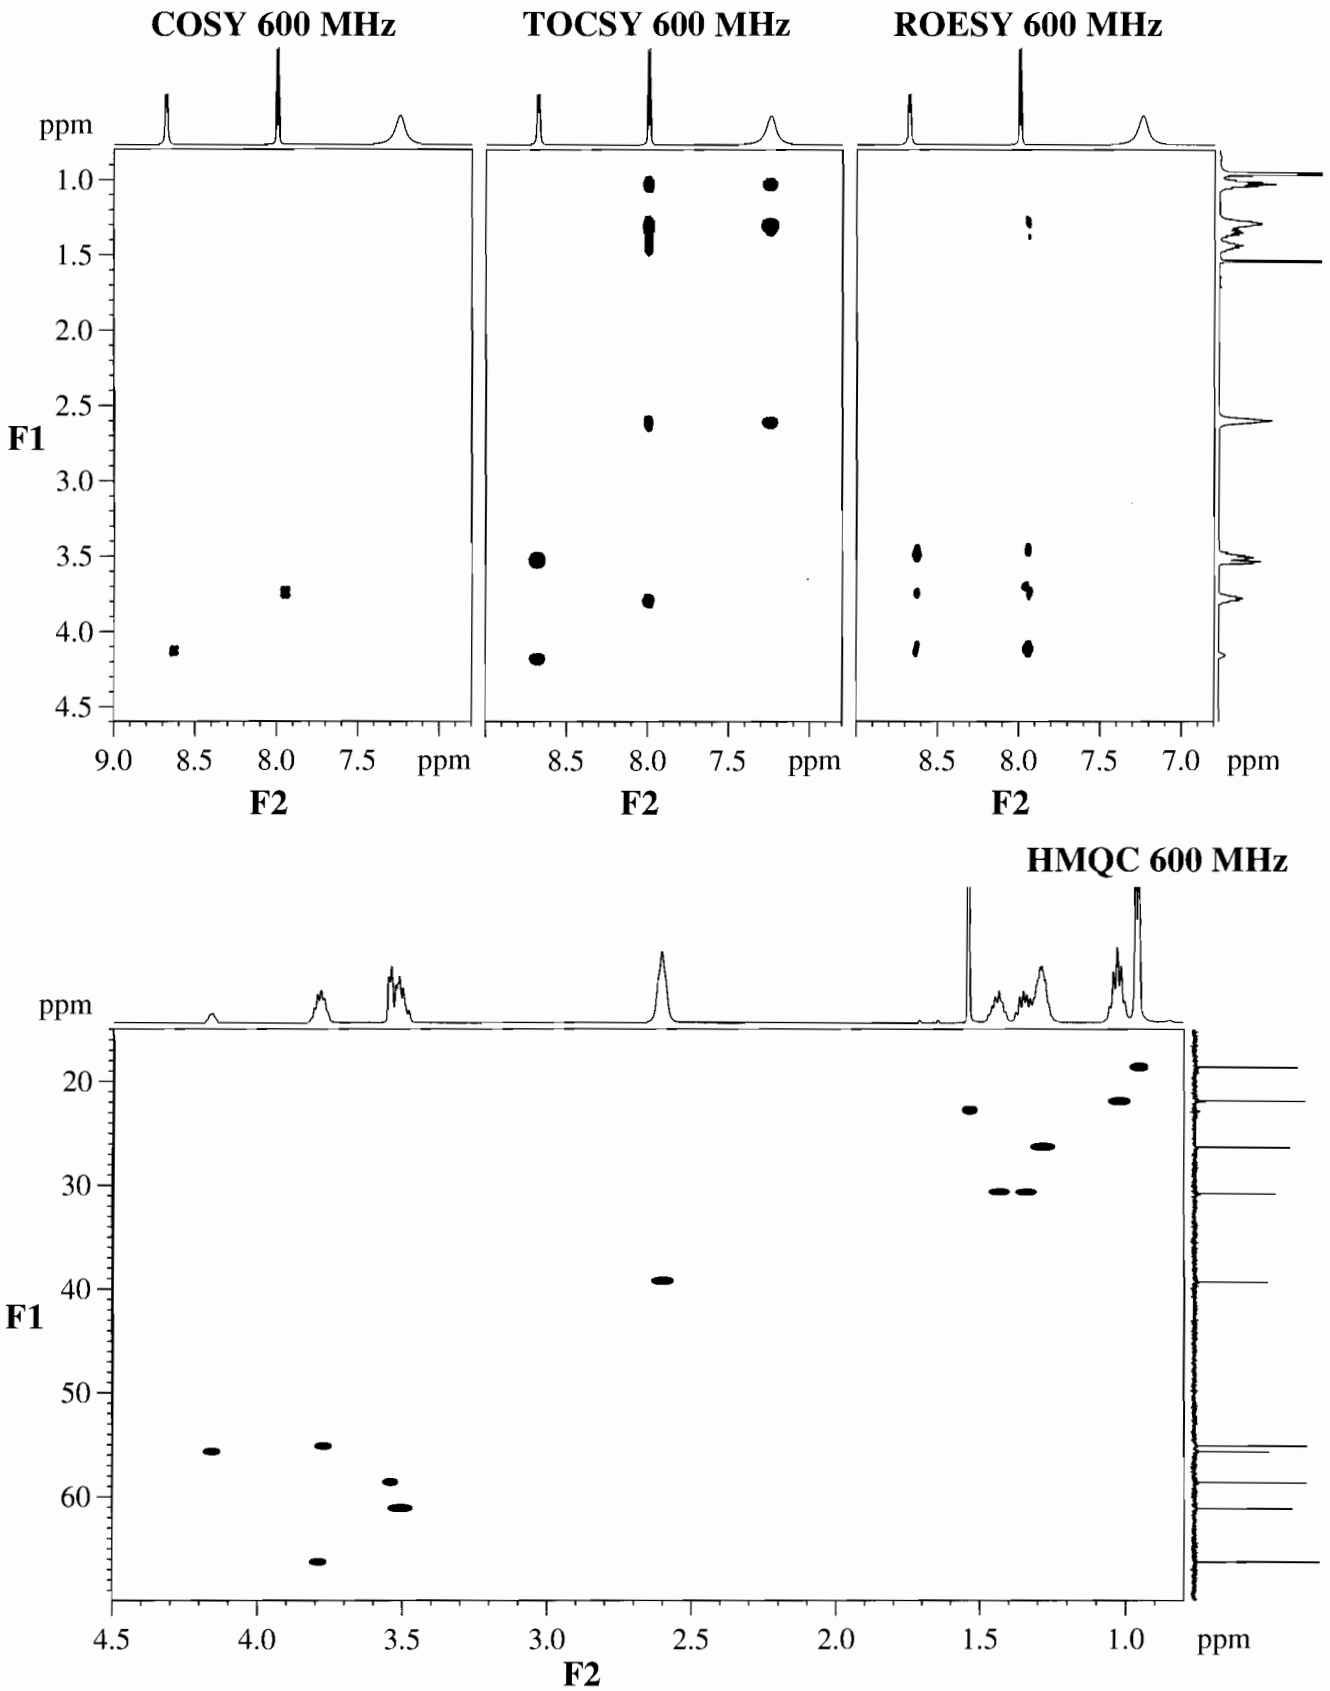 COSY 600 MHz TOCSY 600 MHz ROESY 600 MHz
ppm
1.0
1.5
2.0
2.5
F1
3.0
3.5
4.0
4.5
9.0 8.5 8.0 7.5 ppm 8.5 8.0 7.5 ppm 8.5 8.0 7.5 7.0 ppm
F2 F2 F2
HMQC 600 MHz
ppm
20
30
40
F1
50
60
4.5 4.0 3.5 3.0 2.5 2.0 1.5 1.0 ppm
F2